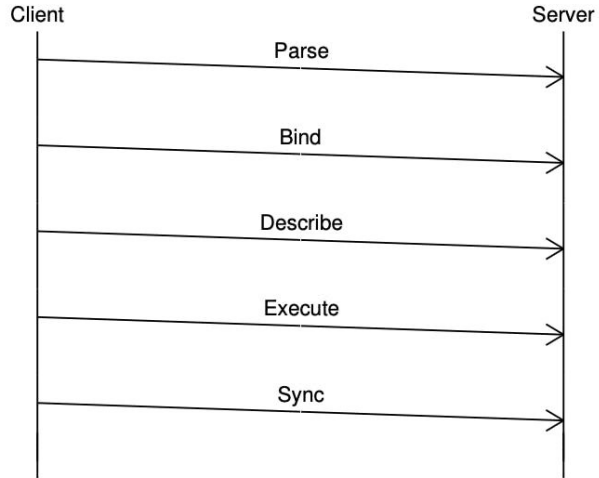 Client Server
Parse
Bind
Describe
Execute
Sync